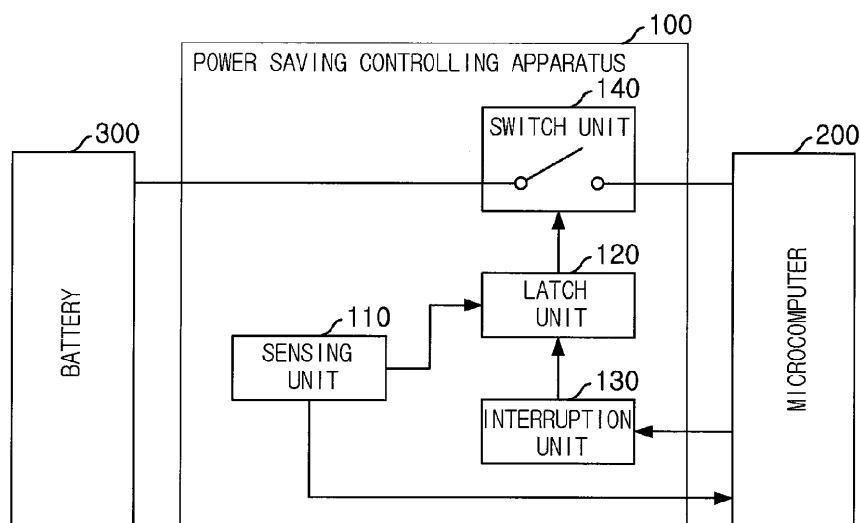 100
POWER SAVING CONTROLLING APPARATUS
140
SWITCH UNIT
300
200
BATTERY
120
LATCH
UNIT
110
SENSING
UNIT
130
INTERRUPTION
UNIT
MICROCOMPUTER